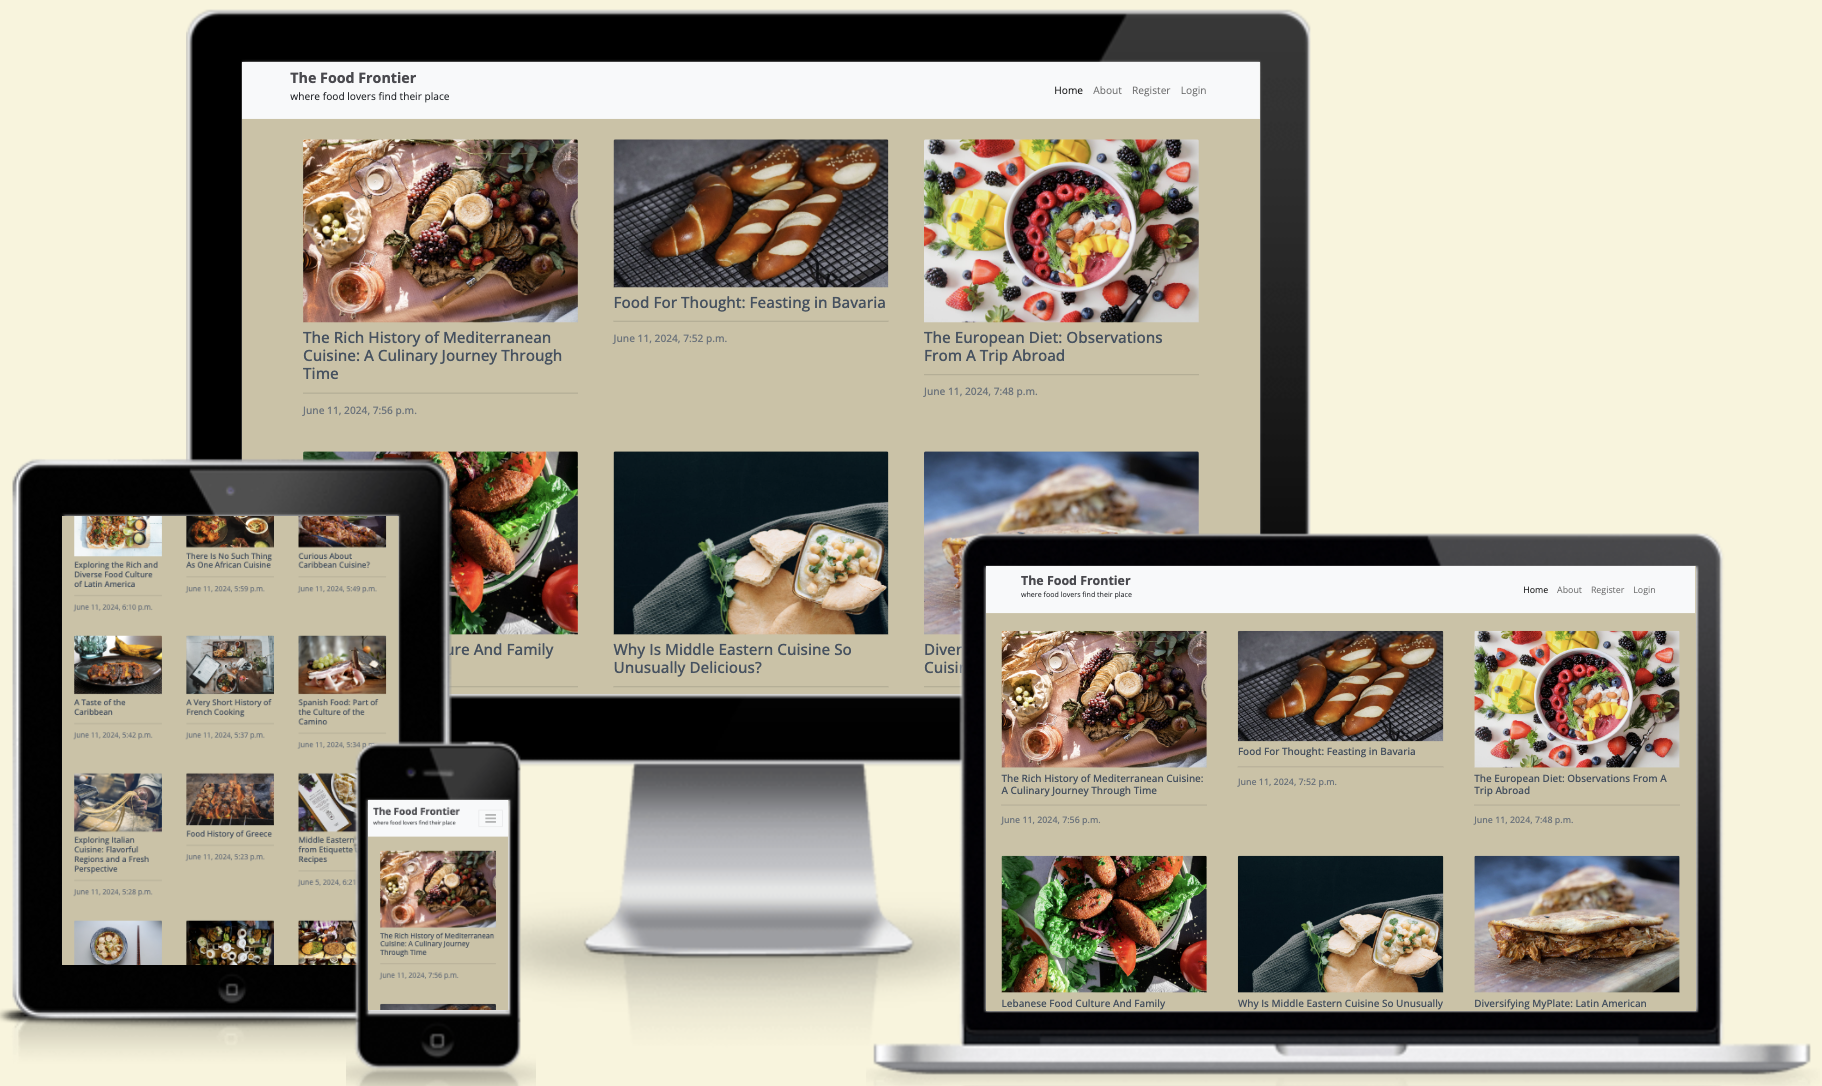 The Food Frontier
where food lovers find their place
Home About Register Login
The Rich History of Mediterranean
Cuisine: A Culinary Journey Through
Time
June 11, 2024, 7:56 p.m.
Food For Thought: Feasting in Bavaria
June 11, 2024, 7:52 p.m.
The European Diet: Observations
From A Trip Abroad
June 11, 2024, 7:48 p.m.
ure And Family
Why Is Middle Eastern Cuisine So
Unusually Delicious?
Diver
Cuisi
Exploring the Rich and
Diverse Food Culture
of Latin America
June 11, 2024, 6:10 p.m.
There Is No Such Thing
As One African Cuisine
June 11, 2024, 5:59 p.m.
Curious About
Caribbean Cuisine?
June 11, 2024, 5:49 p.m.
A Taste of the
Caribbean
June 11, 2024, 5:42 p.m.
A Very Short History of
French Cooking
June 11, 2024, 5:37 p.m.
Spanish Food: Part of
the Culture of the
Camino
June 11, 2024, 5:34 p
Exploring Italian
Cuisine: Flavorful
Regions and a Fresh
Perspective
June 11, 2024, 5:28 p.m.
Food History of Greece
June 11, 2024, 5:23 p.m.
Middle Eastern
from Etiquette
Recipes
June 5, 2024, 6:21
The Food Frontier
where food lovers find their place
The Rich History of Mediterranean
Cuisine: A Culinary Journey
Through Time
June 11, 2024, 7:56 p.m.
The Food Frontier
where food lovers find their place
Home About Register Login
The Rich History of Mediterranean Cuisine:
A Culinary Journey Through Time
June 11, 2024, 7:56 p.m.
Food For Thought: Feasting in Bavaria
June 11, 2024, 7:52 p.m.
The European Diet: Observations From A
Trip Abroad
June 11, 2024, 7:48 p.m.
Lebanese Food Culture And Family
Why Is Middle Eastern Cuisine So Unusually
Diversifying MyPlate: Latin American